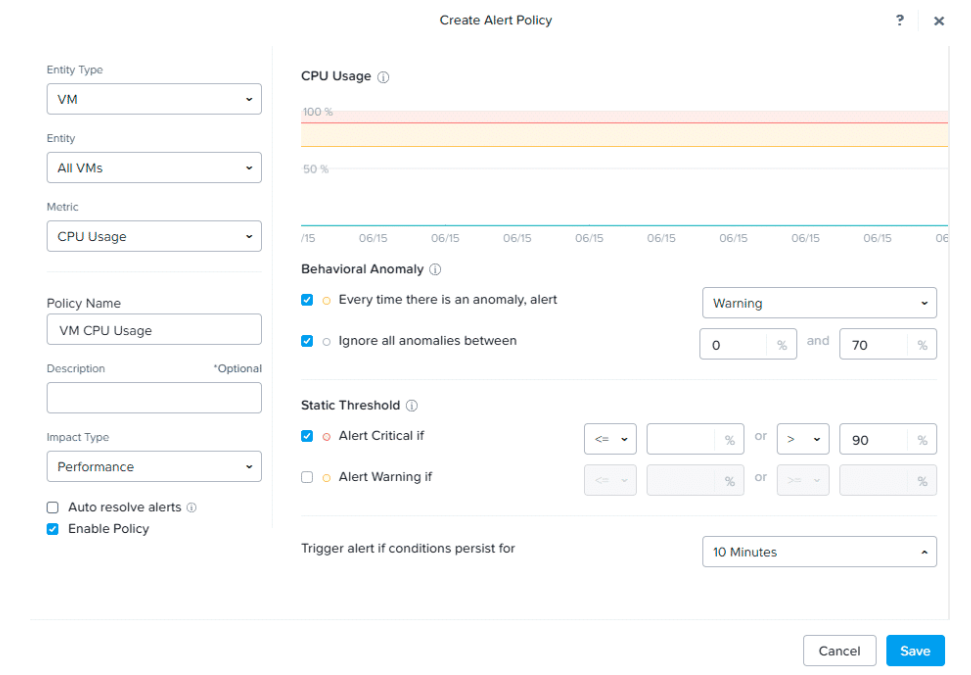 Create Alert Policy
?
Entity Type
VM
Entity
All VMs
Metric
CPU Usage
Policy Name
VM CPU Usage
Description *Optional
Impact Type
Performance
Auto resolve alerts
Enable Policy
CPU Usage
100 %
50 %
/15 06/15 06/15 06/15 06/15 06/15 06/15 06/15 06/15 06
Behavioral Anomaly
Every time there is an anomaly, alert Warning
Ignore all anomalies between 0 % and 70 %
Static Threshold
Alert Critical if <= % or > 90 %
Alert Warning if <= % or >= %
Trigger alert if conditions persist for 10 Minutes
Cancel Save